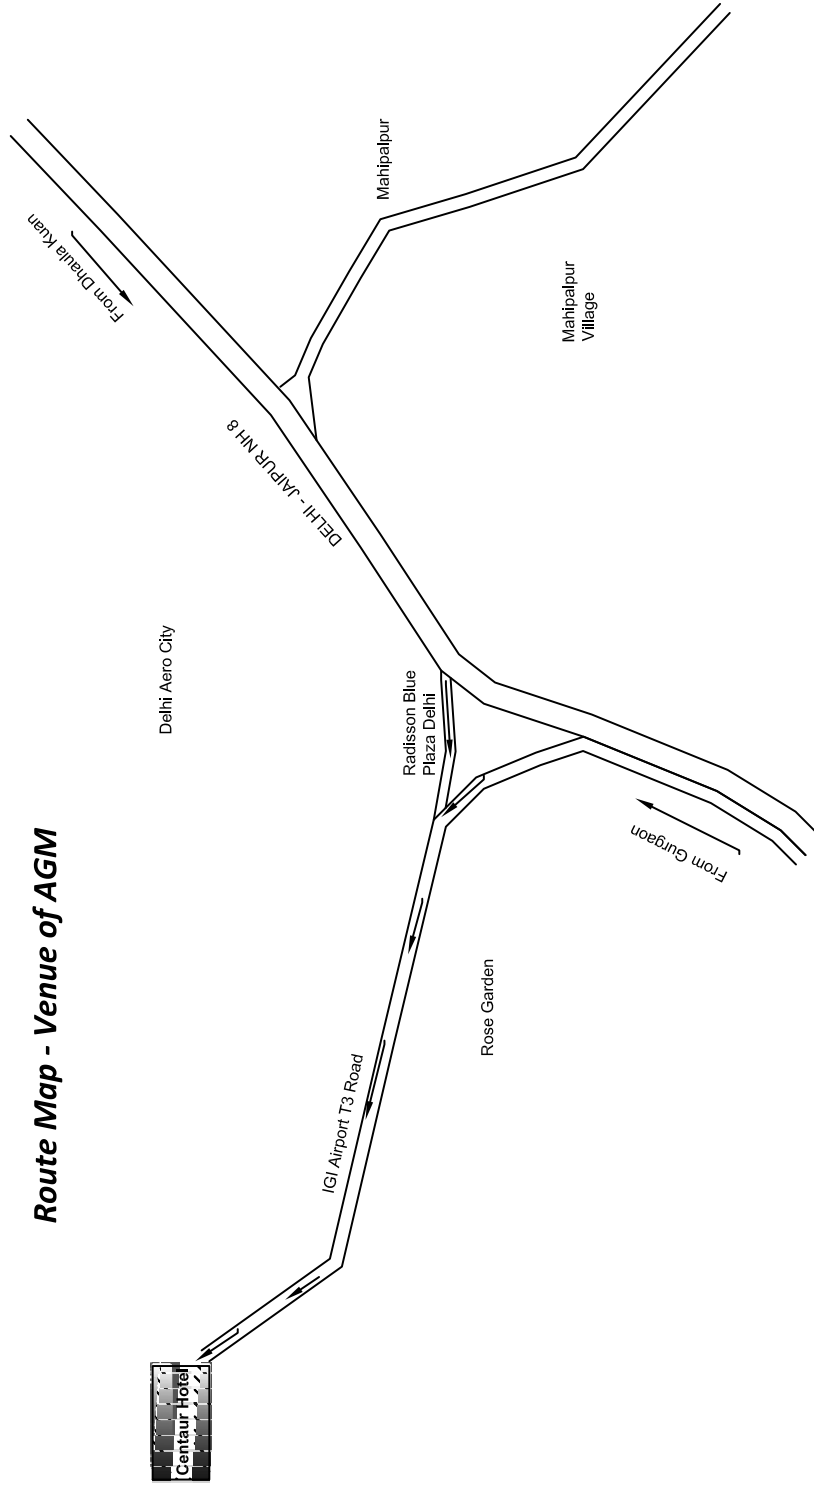 Route Map - Venue of AGM
Centaur Hotel
IGI Airport T3 Road
Delhi Aero City
Rose Garden
Radisson Blue
Plaza Delhi
DELHI - JAIPUR NH 8
From Dhaula Kuan
From Gurgaon
Mahipalpur
Mahipalpur
Village